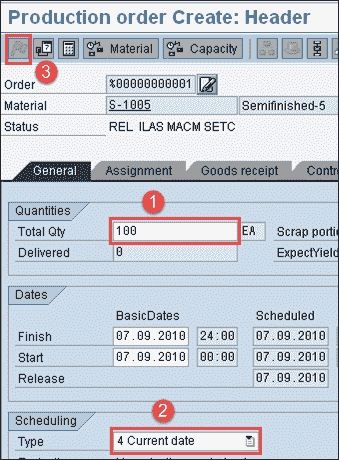 Production order Create: Header
3
Material Capacity
Order %00000000001
Material S-1005 Semifinished-5
Status REL ILAS MACM SETC
General Assignment Goods receipt Contr
1
Quantities
Total Qty 100 EA Scrap portio
Delivered 0 ExpectYield
Dates
BasicDates Scheduled
Finish 07.09.2010 24:00 07.09.2010
Start 07.09.2010 00:00 07.09.2010
Release 07.09.2010
2
Scheduling
Type 4 Current date